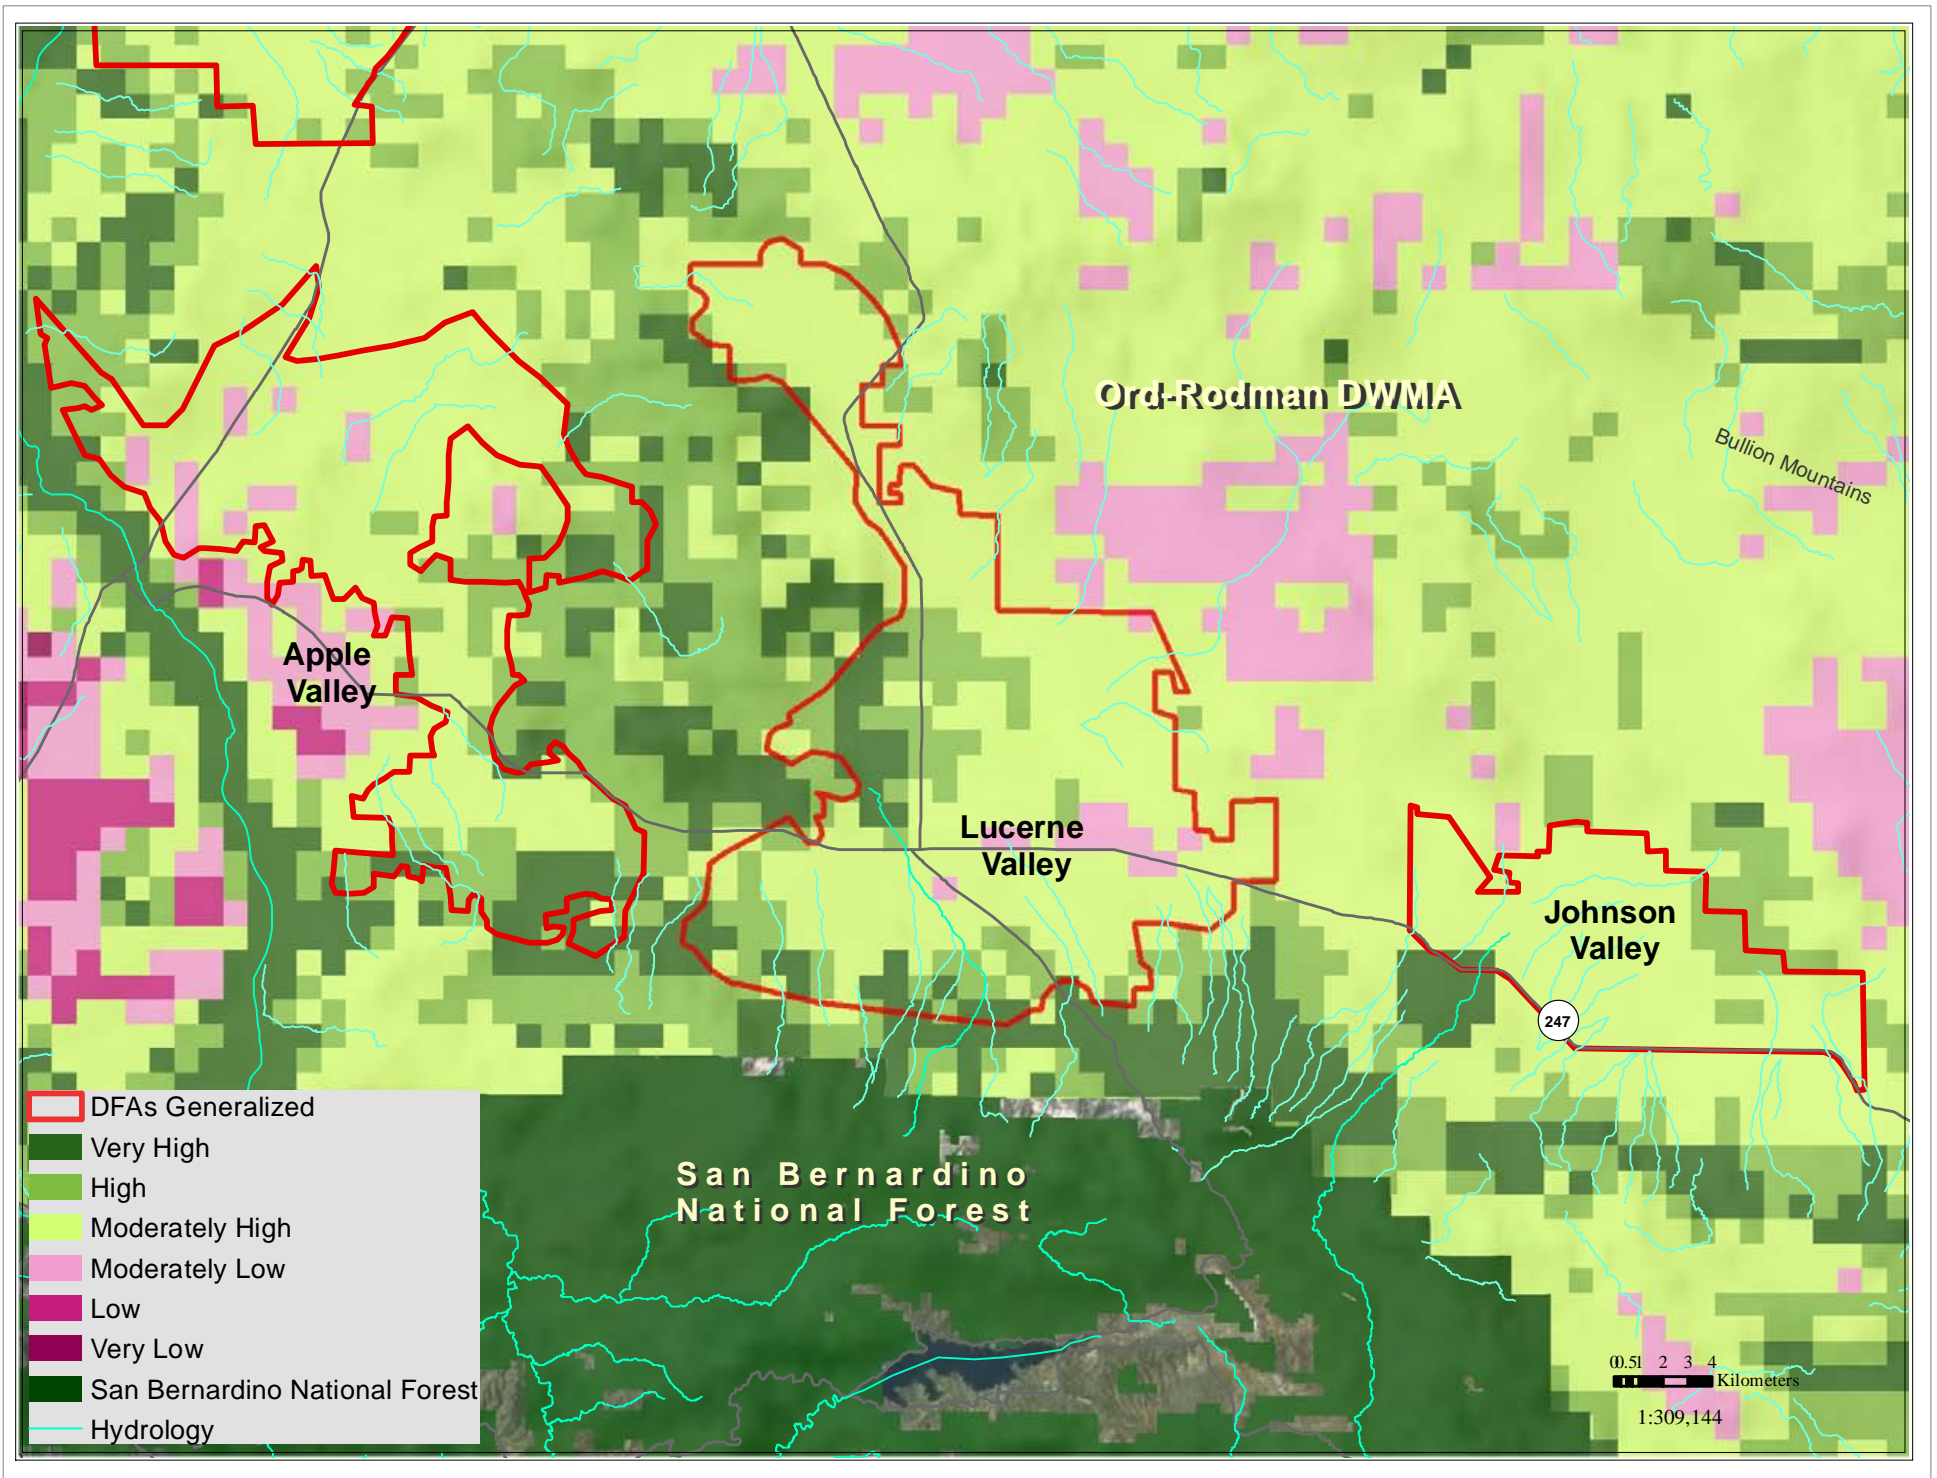 Ord-Rodman DWMA
Bullion Mountains
Apple
Valley
Lucerne
Valley
Johnson
Valley
247
San Bernardino
National Forest
DFAs Generalized
Very High
High
Moderately High
Moderately Low
Low
Very Low
San Bernardino National Forest
Hydrology
0 0.5 1 2 3 4
Kilometers
1:309,144